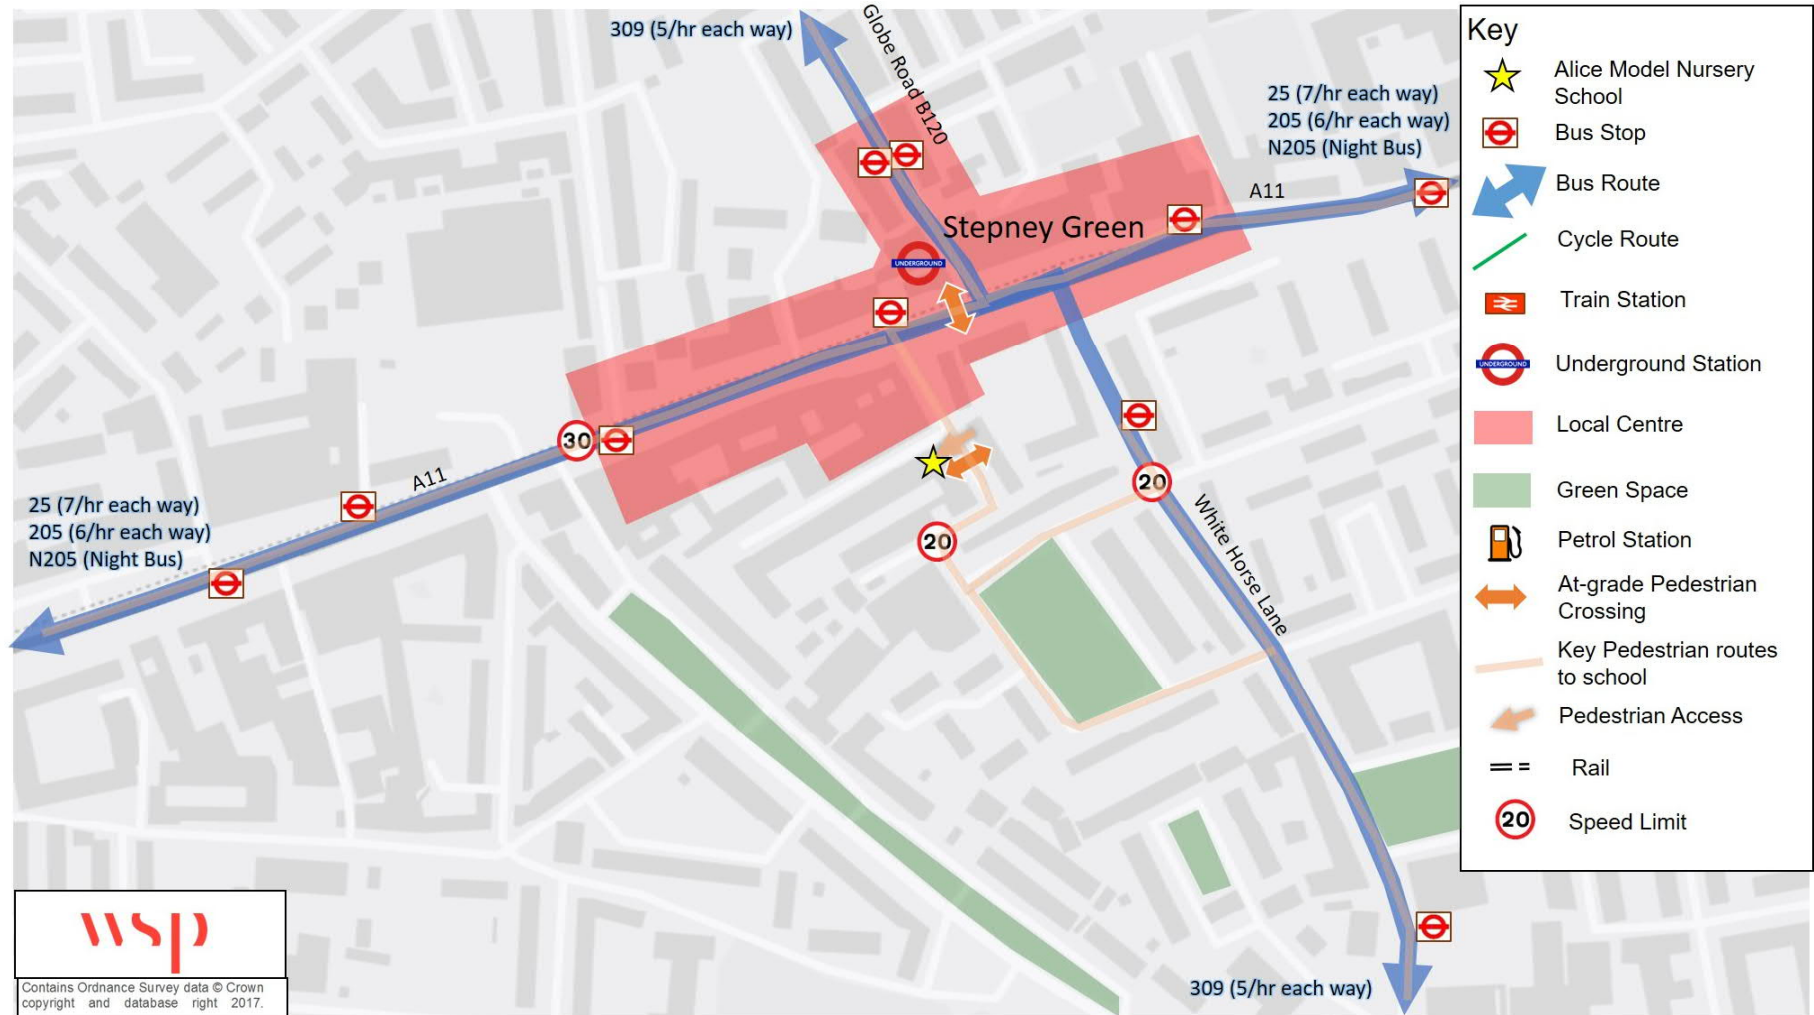 309 (5/hr each way)
Globe Road B120
25 (7/hr each way)
205 (6/hr each way)
N205 (Night Bus)
A11
Stepney Green
UNDERGROUND
30
A11
25 (7/hr each way)
205 (6/hr each way)
N205 (Night Bus)
20
20
White Horse Lane
309 (5/hr each way)
Key
Alice Model Nursery
School
Bus Stop
Bus Route
Cycle Route
Train Station
UNDERGROUND
Underground Station
Local Centre
Green Space
Petrol Station
At-grade Pedestrian
Crossing
Key Pedestrian routes
to school
Pedestrian Access
Rail
20
Speed Limit
wsp
Contains Ordnance Survey data © Crown
copyright and database right 2017.